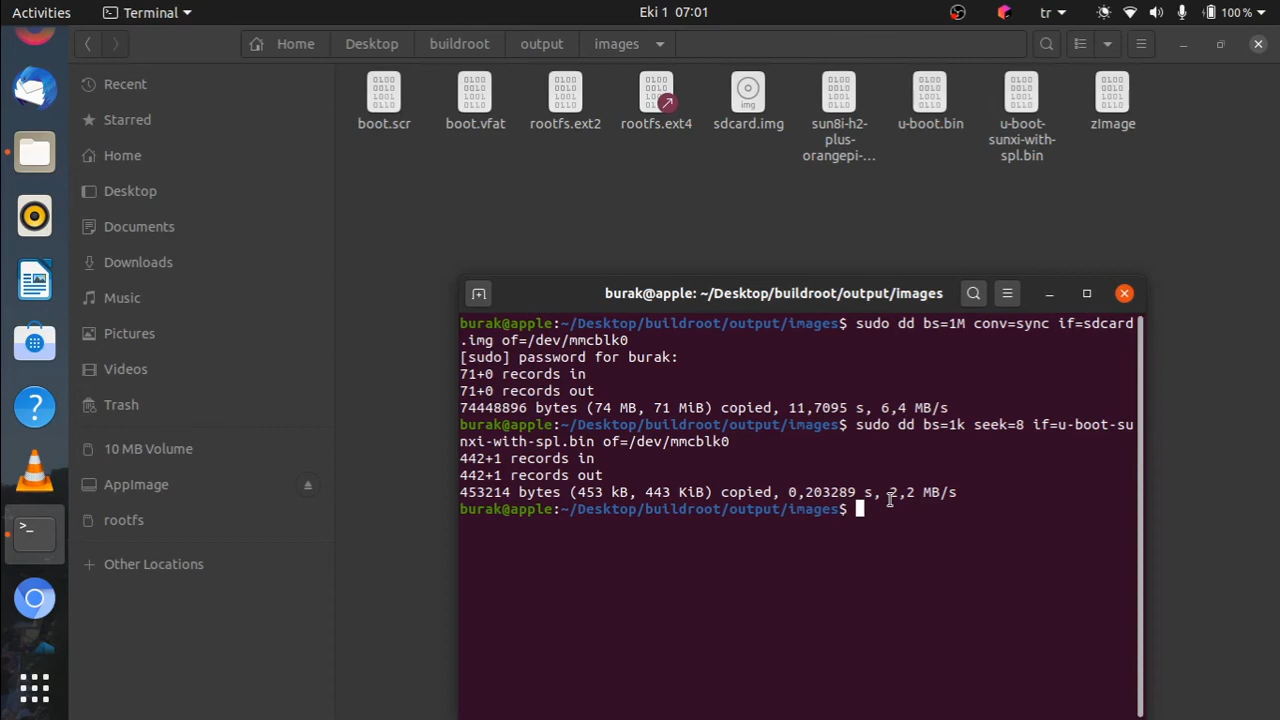 Activities
Terminal
Eki 1 07:01
tr
100 %
Home
Desktop
buildroot
output
images
Recent
Starred
Home
Desktop
Documents
Downloads
Music
Pictures
Videos
Trash
10 MB Volume
AppImage
rootfs
Other Locations
boot.scr
boot.vfat
rootfs.ext2
rootfs.ext4
sdcard.img
sun8i-h2-
plus-
orangepi-...
u-boot.bin
u-boot-
sunxi-with-
spl.bin
zImage
burak@apple: ~/Desktop/buildroot/output/images
burak@apple:~/Desktop/buildroot/output/images$ sudo dd bs=1M conv=sync if=sdcard
.img of=/dev/mmcblk0
[sudo] password for burak:
71+0 records in
71+0 records out
74448896 bytes (74 MB, 71 MiB) copied, 11,7095 s, 6,4 MB/s
burak@apple:~/Desktop/buildroot/output/images$ sudo dd bs=1k seek=8 if=u-boot-su
nxi-with-spl.bin of=/dev/mmcblk0
442+1 records in
442+1 records out
453214 bytes (453 kB, 443 KiB) copied, 0,203289 s, 2,2 MB/s
burak@apple:~/Desktop/buildroot/output/images$